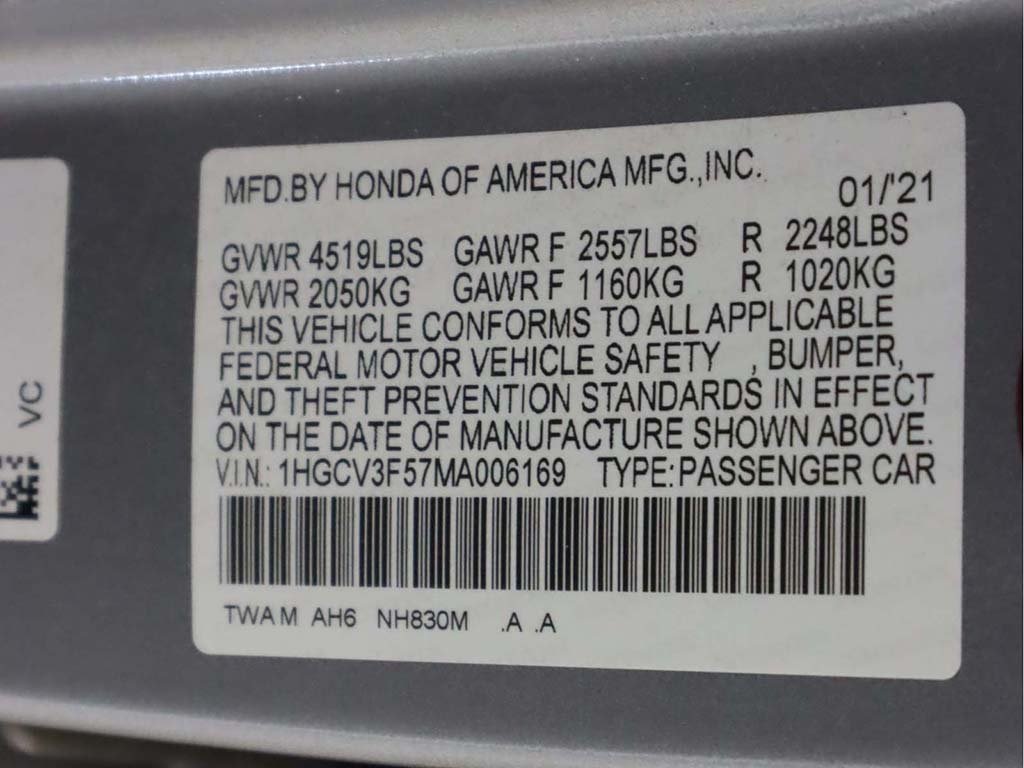 MFD.BY HONDA OF AMERICA MFG.,INC.
01/'21
GVWR 4519LBS GAWR F 2557LBS R 2248LBS
GVWR 2050KG GAWR F 1160KG R 1020KG
THIS VEHICLE CONFORMS TO ALL APPLICABLE
FEDERAL MOTOR VEHICLE SAFETY , BUMPER,
AND THEFT PREVENTION STANDARDS IN EFFECT
ON THE DATE OF MANUFACTURE SHOWN ABOVE.
V.I.N.: 1HGCV3F57MA006169 TYPE:PASSENGER CAR
TWA M AH6 NH830M .A .A
VC